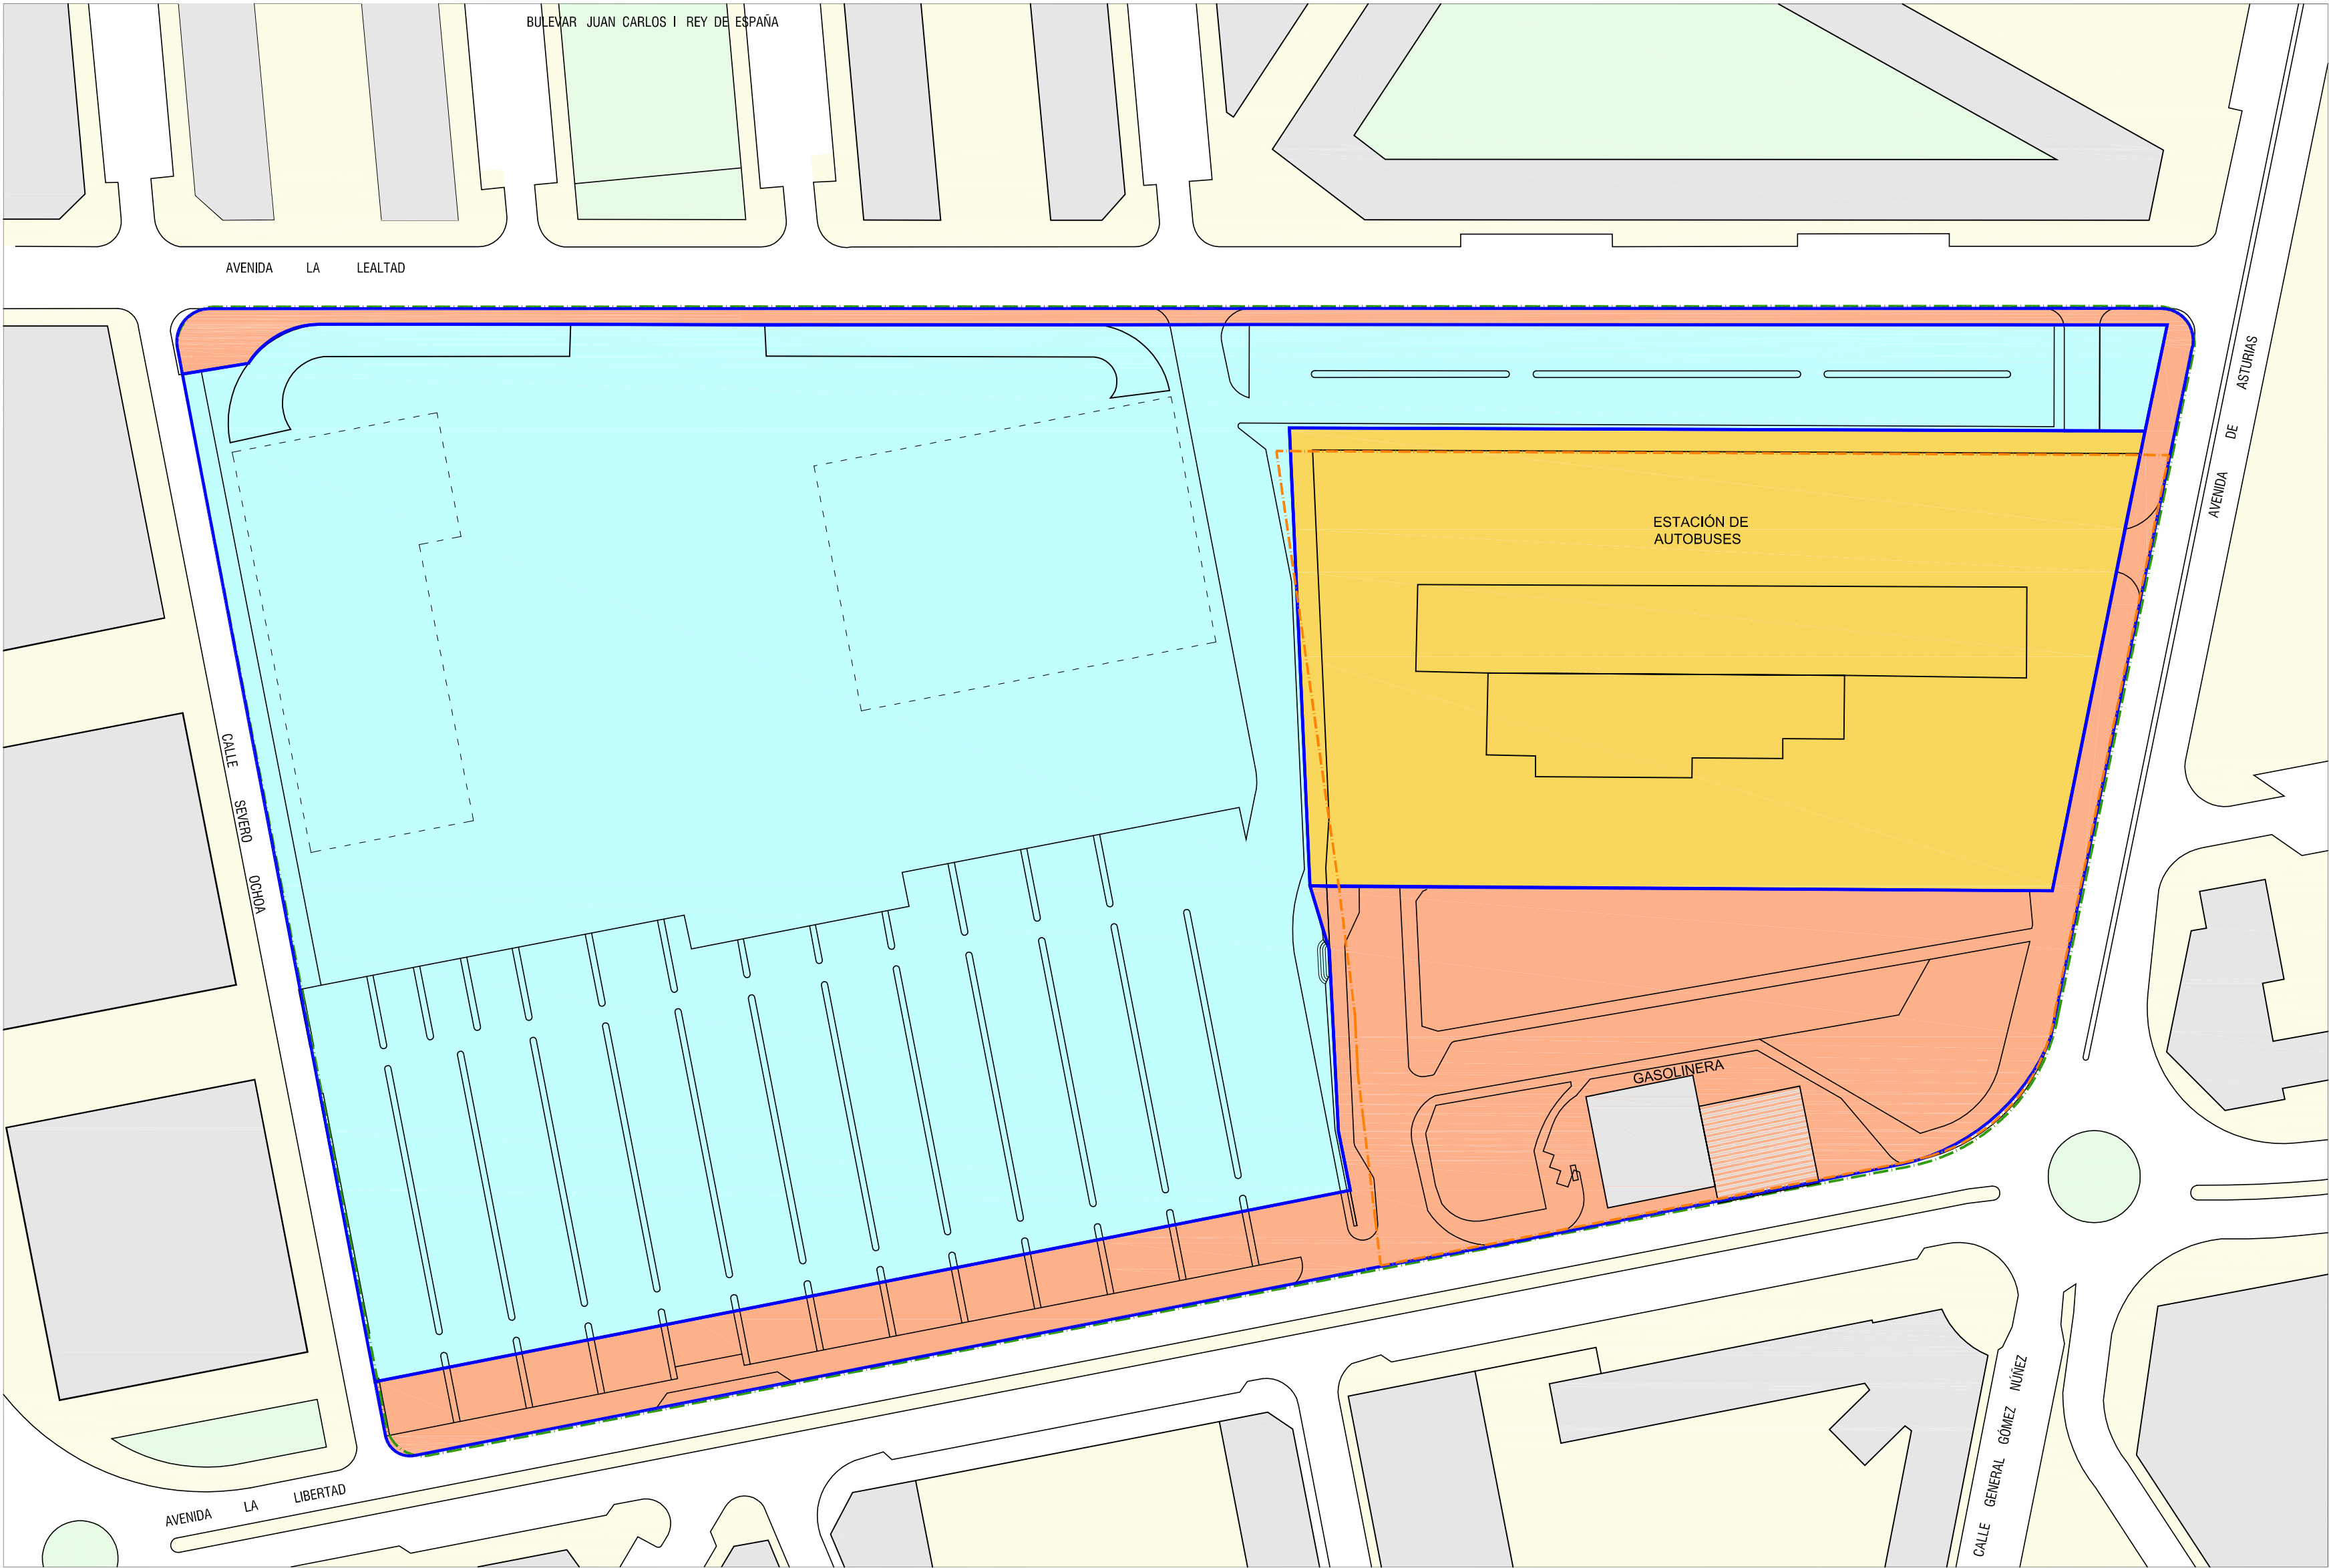 BULEVAR JUAN CARLOS I REY DE ESPAÑA
AVENIDA LA LEALTAD
AVENIDA DE ASTURIAS
ESTACIÓN DE
AUTOBUSES
CALLE SEVERO OCHOA
GASOLINERA
CALLE GENERAL GÓMEZ NÚÑEZ
AVENIDA LA LIBERTAD